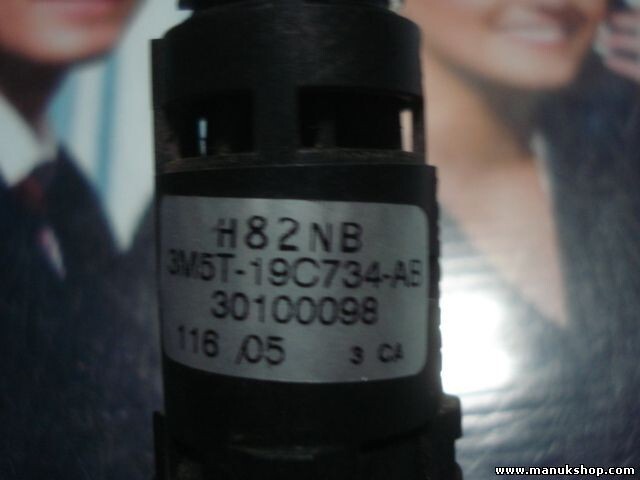 H82NB
3M5T-19C734-AB
30100098
116 /05 3 CA
www.manukshop.com